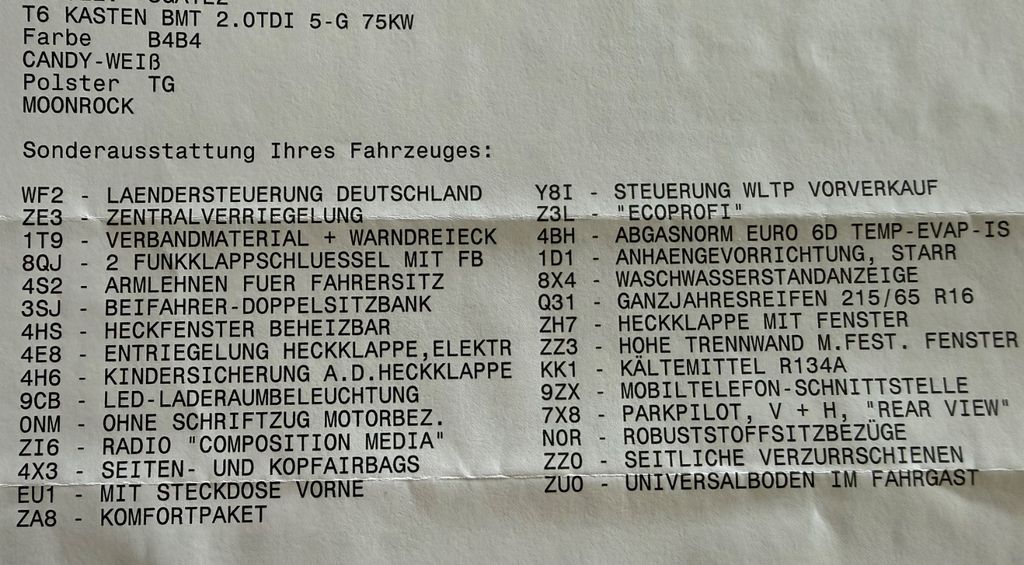 T6 KASTEN BMT 2.0TDI 5-G 75KW
Farbe B4B4
CANDY-WEIß
Polster TG
MOONROCK
Sonderausstattung Ihres Fahrzeuges:
WF2 - LAENDERSTEUERUNG DEUTSCHLAND
ZE3 - ZENTRALVERRIEGELUNG
1T9 - VERBANDMATERIAL + WARNDREIECK
8QJ - 2 FUNKKLAPPSCHLUESSEL MIT FB
4S2 - ARMLEHNEN FUER FAHRERSITZ
3SJ - BEIFAHRER-DOPPELSITZBANK
4HS - HECKFENSTER BEHEIZBAR
4E8 - ENTRIEGELUNG HECKKLAPPE,ELEKTR
4H6 - KINDERSICHERUNG A.D.HECKKLAPPE
9CB - LED-LADERAUMBELEUCHTUNG
0NM - OHNE SCHRIFTZUG MOTORBEZ.
ZI6 - RADIO "COMPOSITION MEDIA"
4X3 - SEITEN- UND KOPFAIRBAGS
EU1 - MIT STECKDOSE VORNE
ZA8 - KOMFORTPAKET
Y8I - STEUERUNG WLTP VORVERKAUF
Z3L - "ECOPROFI"
4BH - ABGASNORM EURO 6D TEMP-EVAP-IS
1D1 - ANHAENGEVORRICHTUNG, STARR
8X4 - WASCHWASSERSTANDANZEIGE
Q31 - GANZJAHRESREIFEN 215/65 R16
ZH7 - HECKKLAPPE MIT FENSTER
ZZ3 - HOHE TRENNWAND M.FEST. FENSTER
KK1 - KÄLTEMITTEL R134A
9ZX - MOBILTELEFON-SCHNITTSTELLE
7X8 - PARKPILOT, V + H, "REAR VIEW"
N0R - ROBUSTSTOFFSITZBEZÜGE
ZZ0 - SEITLICHE VERZURRSCHIENEN
ZU0 - UNIVERSALBODEN IM FAHRGAST